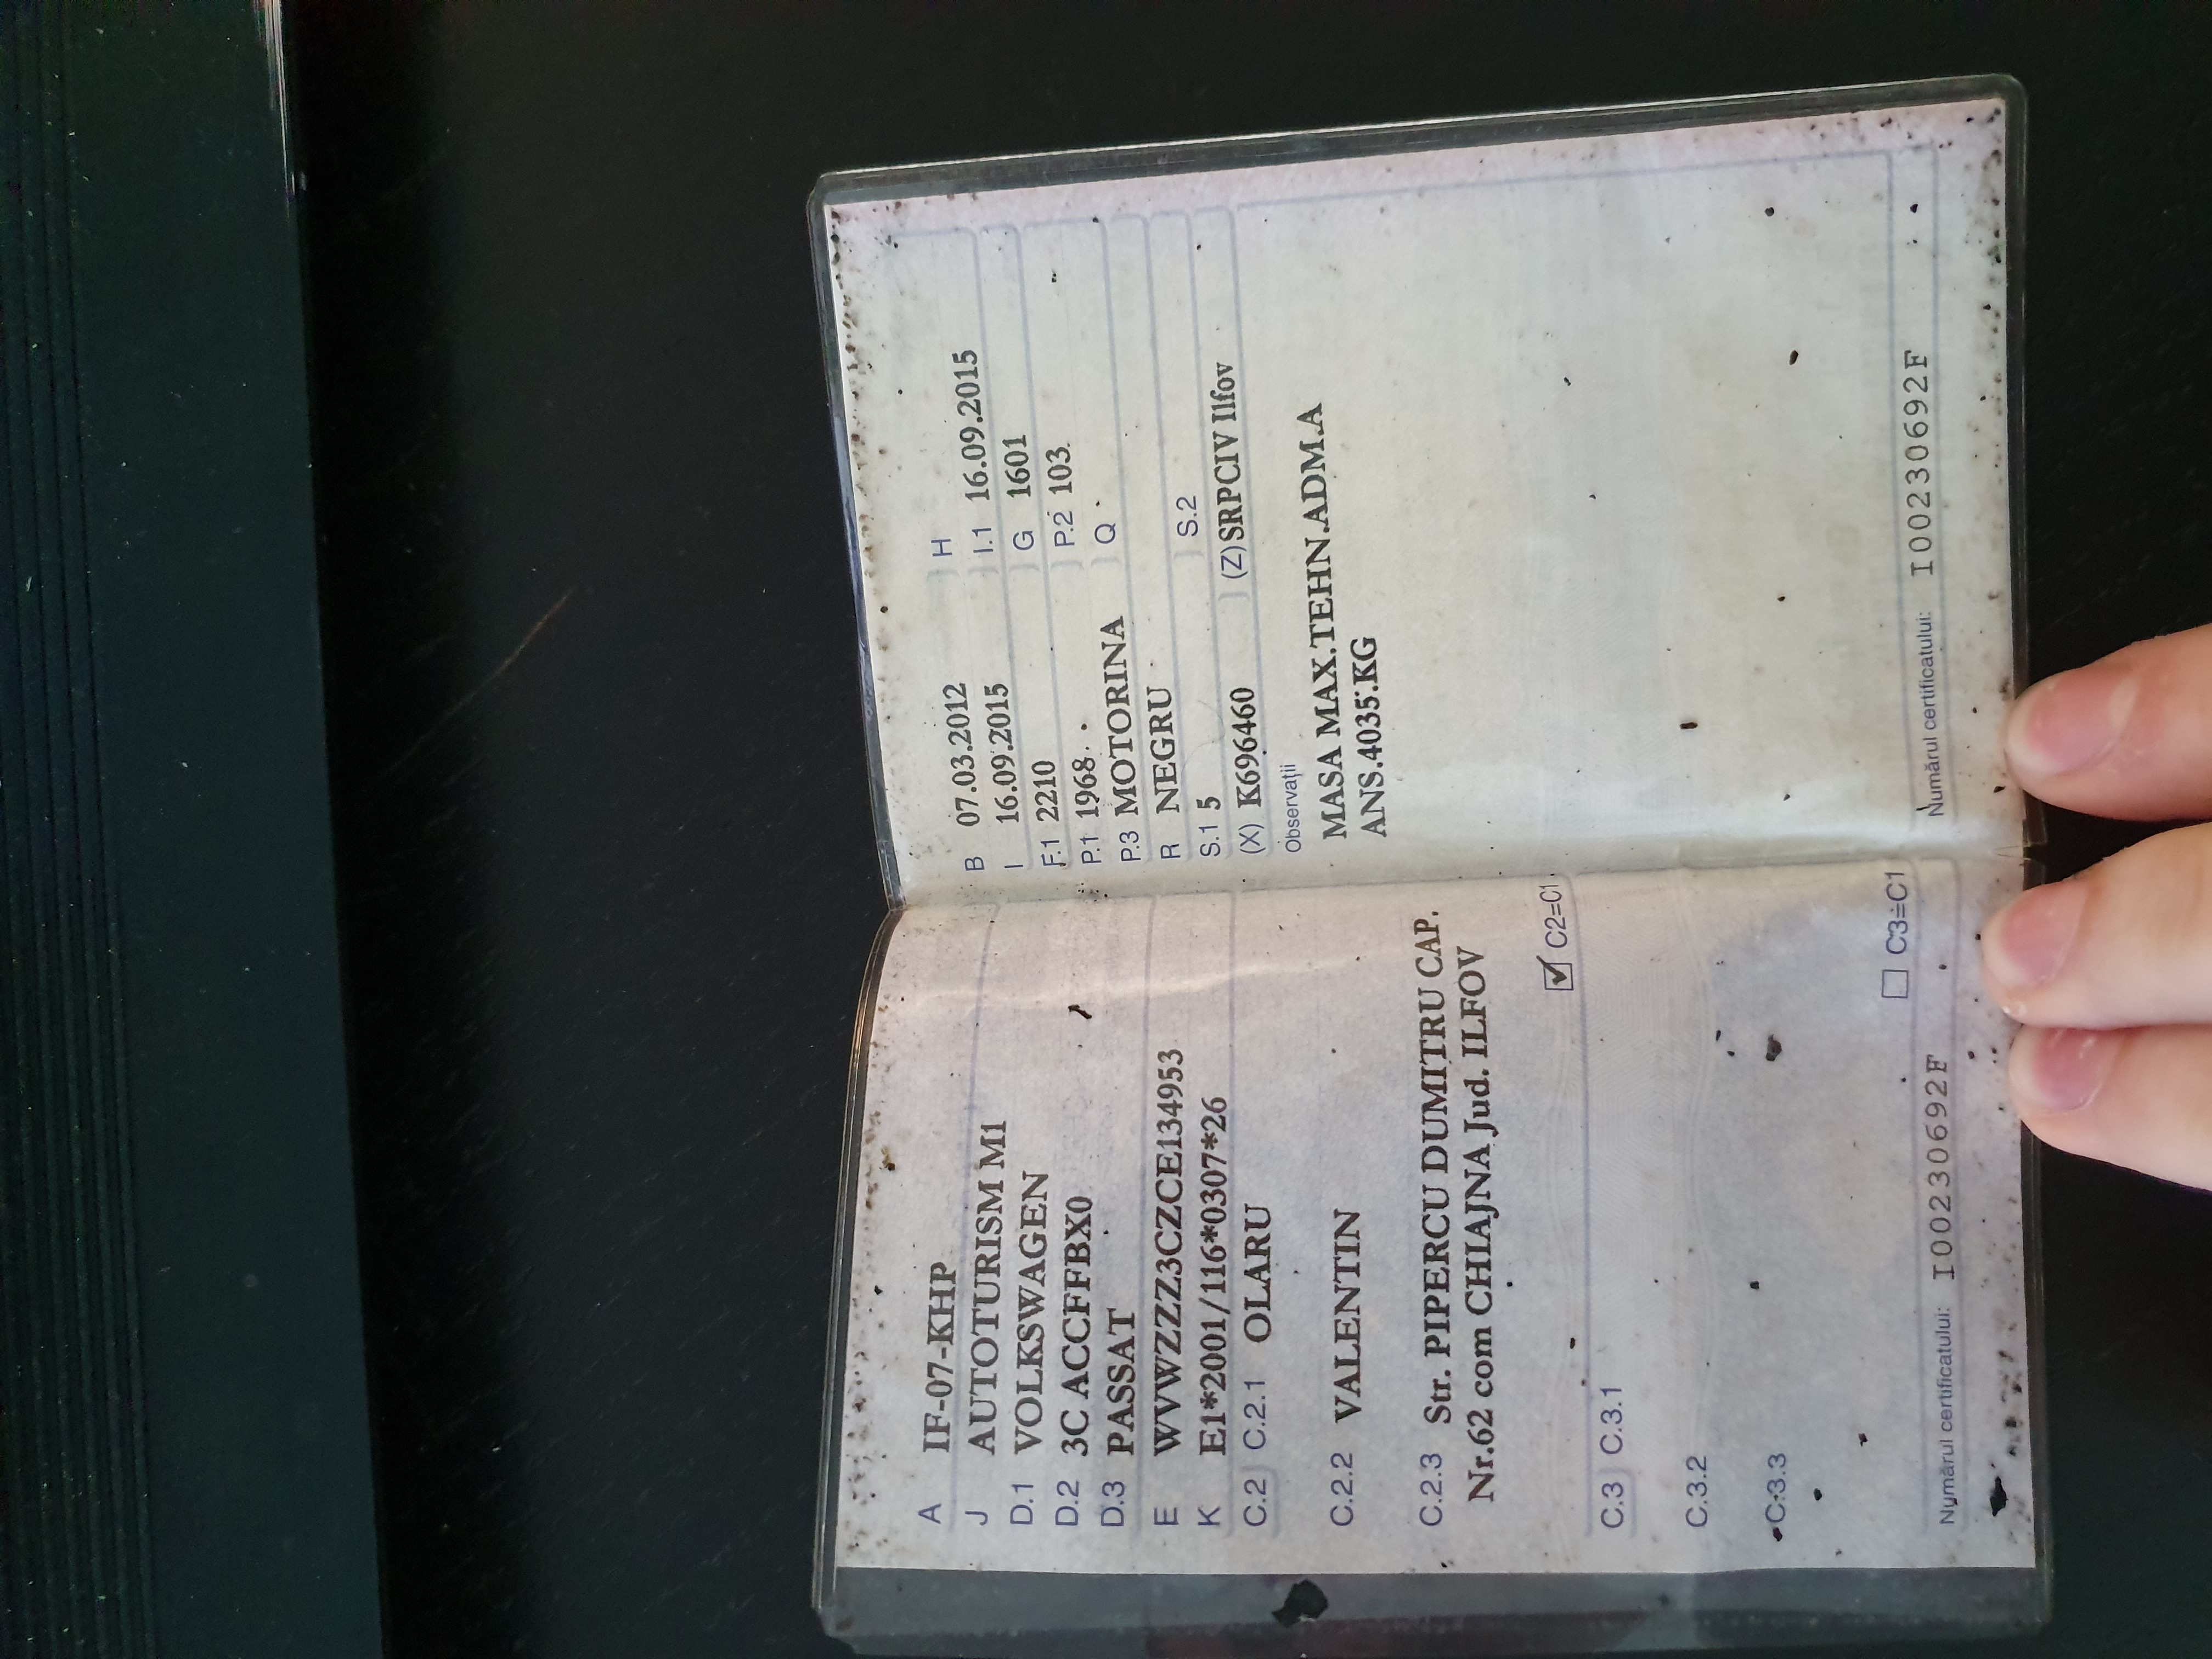 A IF-07-KHP
J AUTOTURISM M1
D.1 VOLKSWAGEN
D.2 3C ACCFFBX0
D.3 PASSAT
E WVWZZZ3CZCE134953
K E1*2001/116*0307*26
C.2 C.2.1 OLARU
C.2.2 VALENTIN
C.2.3 Str. PIPERCU DUMITRU CAP.
Nr.62 com CHIAJNA Jud. ILFOV
☑ C2=C1
C.3 C.3.1
C.3.2
C.3.3
☐ C3=C1
Numărul certificatului: I00230692F
B 07.03.2012 H
I 16.09.2015 I.1 16.09.2015
F.1 2210 G 1601
P.1 1968 P.2 103
P.3 MOTORINA Q
R NEGRU
S.1 5 S.2
(X) K696460 (Z) SRPCIV Ilfov
Observații
MASA MAX.TEHN.ADM.A
ANS.4035.KG
Numărul certificatului: I00230692F